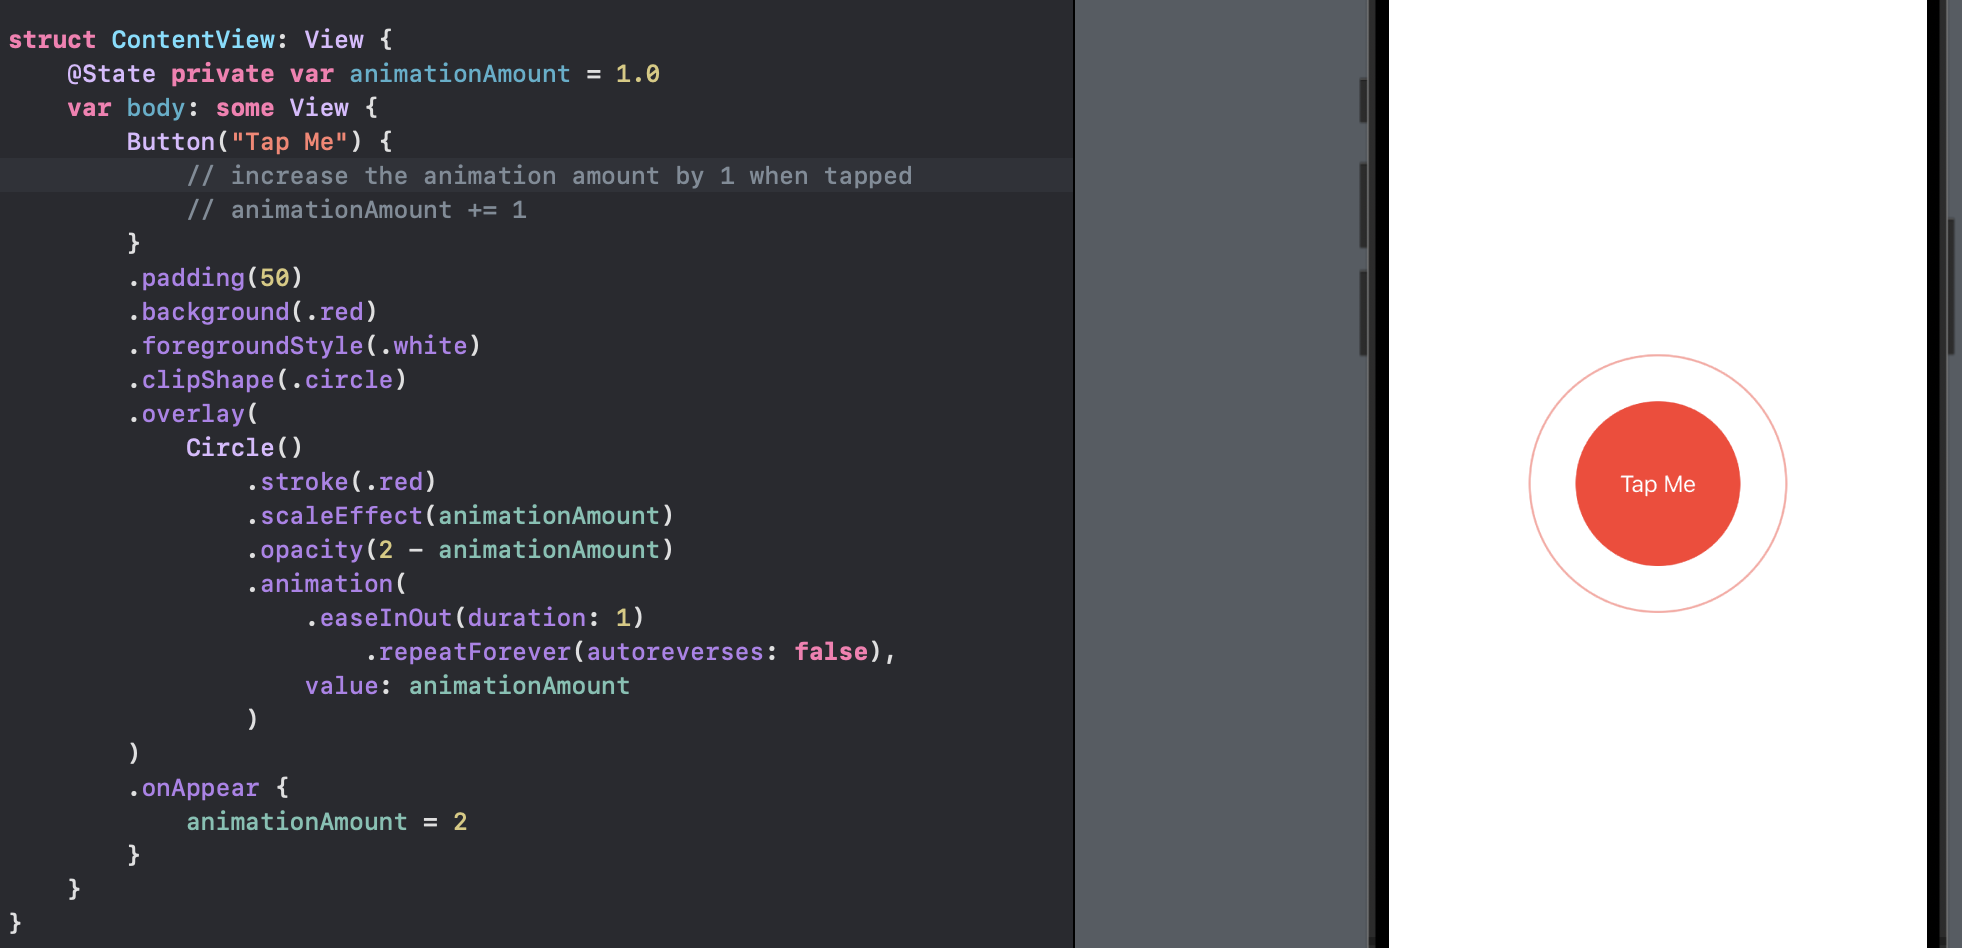 struct ContentView: View {
    @State private var animationAmount = 1.0
    var body: some View {
        Button("Tap Me") {
            // increase the animation amount by 1 when tapped
            // animationAmount += 1
        }
        .padding(50)
        .background(.red)
        .foregroundStyle(.white)
        .clipShape(.circle)
        .overlay(
            Circle()
                .stroke(.red)
                .scaleEffect(animationAmount)
                .opacity(2 - animationAmount)
                .animation(
                    .easeInOut(duration: 1)
                        .repeatForever(autoreverses: false),
                    value: animationAmount
                )
        )
        .onAppear {
            animationAmount = 2
        }
    }
}
Tap Me